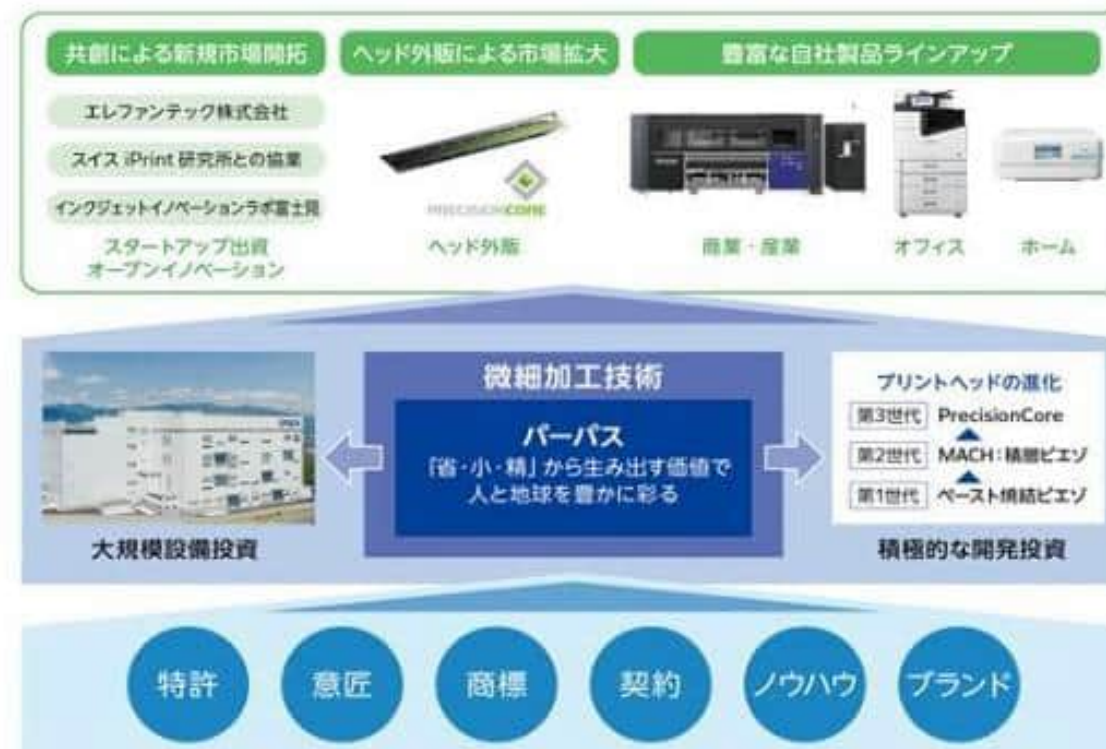 共創による新規市場開拓
ヘッド外販による市場拡大
豊富な自社製品ラインアップ
エレファンテック株式会社
スイス iPrint 研究所との協業
インクジェットイノベーションラボ富士見
スタートアップ出資
オープンイノベーション
PRECISIONCORE
ヘッド外販
商業・産業
オフィス
ホーム
微細加工技術
パーパス
「省・小・精」から生み出す価値で
人と地球を豊かに彩る
大規模設備投資
プリントヘッドの進化
第3世代 PrecisionCore
第2世代 MACH：積層ピエゾ
第1世代 ペースト焼結ピエゾ
積極的な開発投資
特許
意匠
商標
契約
ノウハウ
ブランド